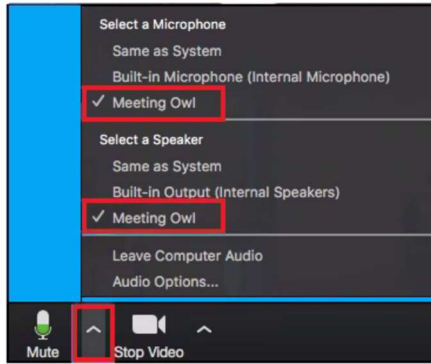 Select a Microphone
Same as System
Built-in Microphone (Internal Microphone)
✓ Meeting Owl
Select a Speaker
Same as System
Built-in Output (Internal Speakers)
✓ Meeting Owl
Leave Computer Audio
Audio Options...
Mute
Stop Video